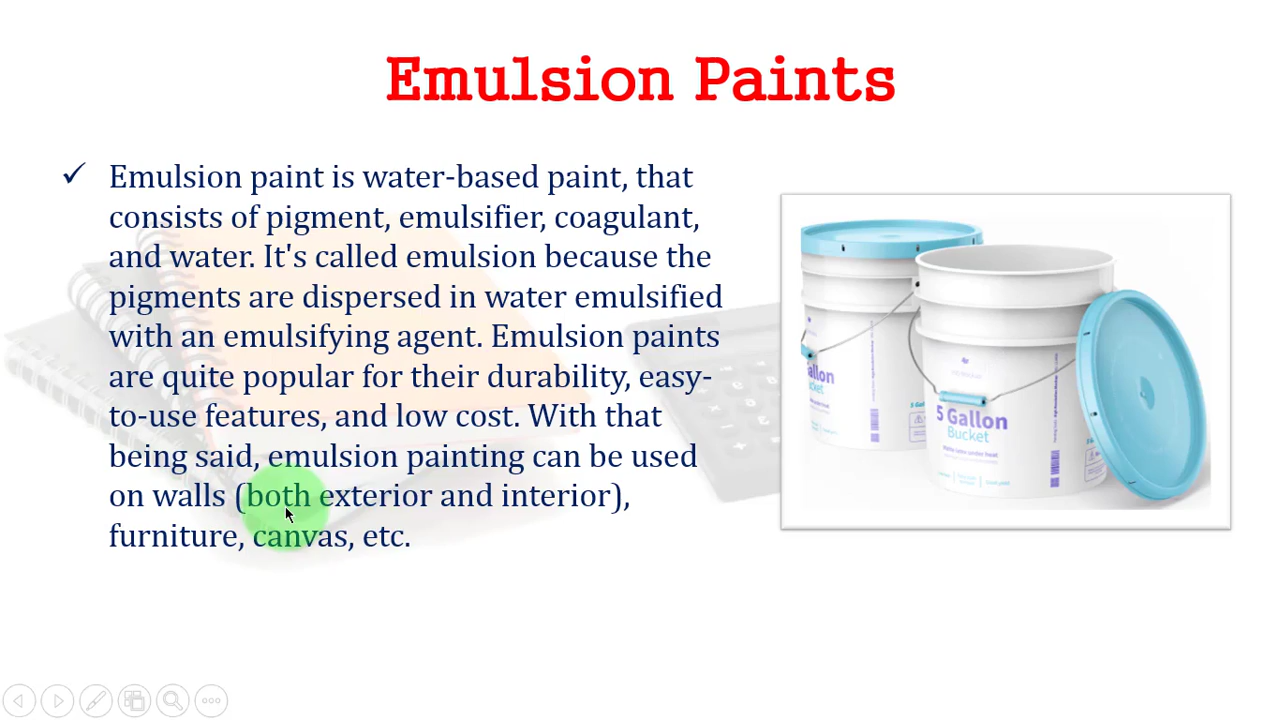 Emulsion Paints
✓ Emulsion paint is water-based paint, that
consists of pigment, emulsifier, coagulant,
and water. It's called emulsion because the
pigments are dispersed in water emulsified
with an emulsifying agent. Emulsion paints
are quite popular for their durability, easy-
to-use features, and low cost. With that
being said, emulsion painting can be used
on walls (both exterior and interior),
furniture, canvas, etc.
5 Gallon
Bucket